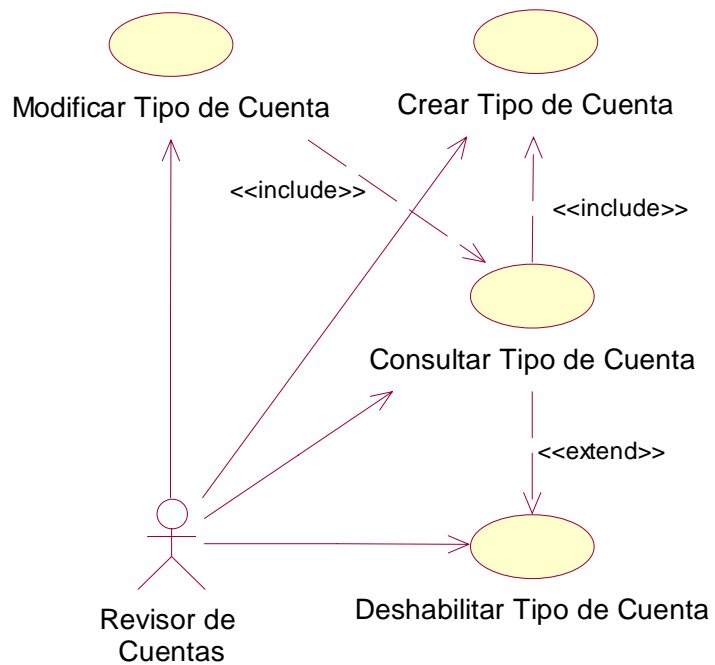 Modificar Tipo de Cuenta
Crear Tipo de Cuenta
<<include>>
<<include>>
Consultar Tipo de Cuenta
<<extend>>
Deshabilitar Tipo de Cuenta
Revisor de
Cuentas